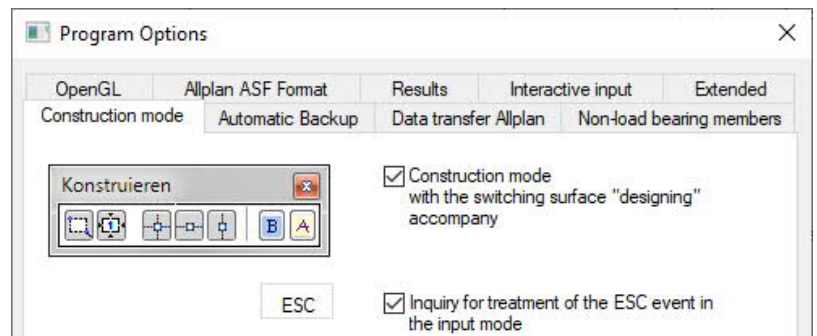 Program Options
OpenGL Allplan ASF Format Results Interactive input Extended
Construction mode Automatic Backup Data transfer Allplan Non-load bearing members
Konstruieren
1 B A
Construction mode
with the switching surface "designing"
accompany
ESC
Inquiry for treatment of the ESC event in
the input mode